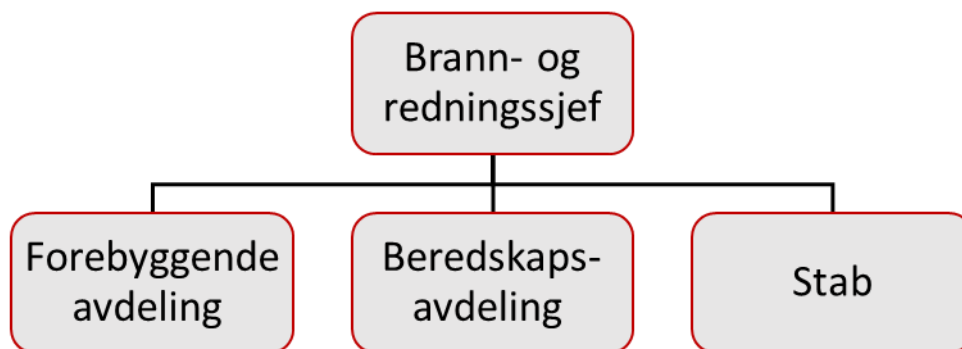 Brann- og
redningssjef
Forebyggende
avdeling
Beredskaps-
avdeling
Stab